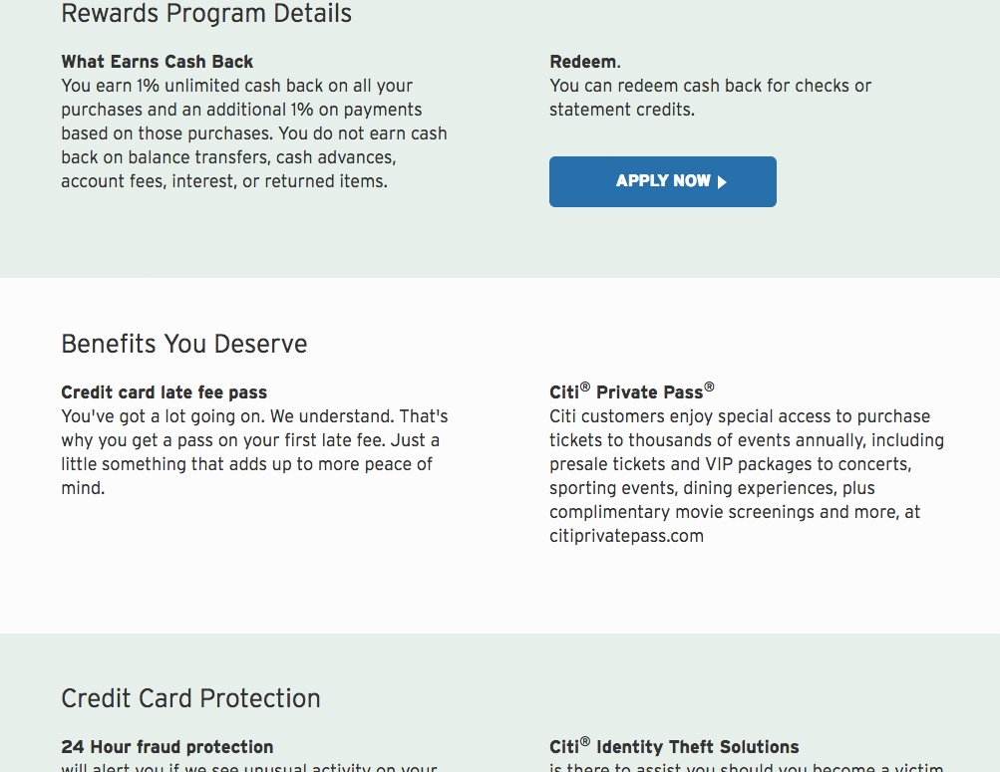 Rewards Program Details
What Earns Cash Back
You earn 1% unlimited cash back on all your
purchases and an additional 1% on payments
based on those purchases. You do not earn cash
back on balance transfers, cash advances,
account fees, interest, or returned items.
Redeem.
You can redeem cash back for checks or
statement credits.
APPLY NOW
Benefits You Deserve
Credit card late fee pass
You've got a lot going on. We understand. That's
why you get a pass on your first late fee. Just a
little something that adds up to more peace of
mind.
Citi® Private Pass®
Citi customers enjoy special access to purchase
tickets to thousands of events annually, including
presale tickets and VIP packages to concerts,
sporting events, dining experiences, plus
complimentary movie screenings and more, at
citiprivatepass.com
Credit Card Protection
24 Hour fraud protection
will alert you if we see unusual activity on your
Citi® Identity Theft Solutions
is there to assist you should you become a victim